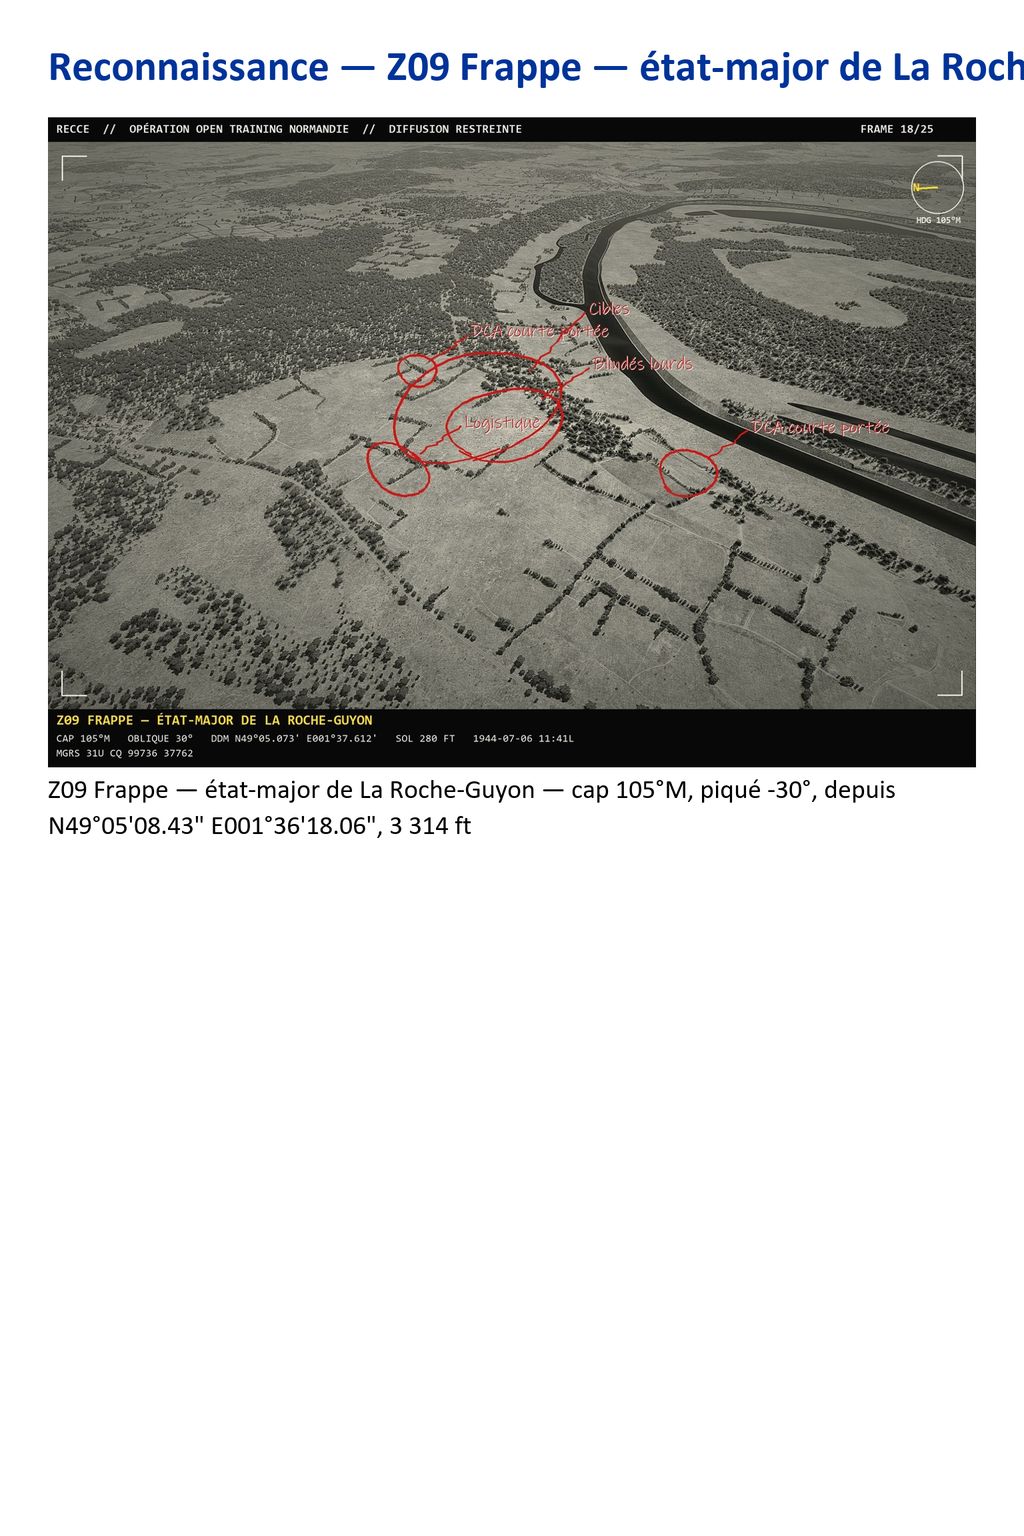 Reconnaissance — Z09 Frappe — état-major de La Roch
RECCE // OPÉRATION OPEN TRAINING NORMANDIE // DIFFUSION RESTREINTE
FRAME 18/25
N
HDG 105°M
Cibles
DCA courte portée
Blindés lourds
Logistique
DCA courte portée
Z09 FRAPPE — ÉTAT-MAJOR DE LA ROCHE-GUYON
CAP 105°M OBLIQUE 30° DDM N49°05.073' E001°37.612' SOL 280 FT 1944-07-06 11:41L
MGRS 31U CQ 99736 37762
Z09 Frappe — état-major de La Roche-Guyon — cap 105°M, piqué -30°, depuis
N49°05'08.43" E001°36'18.06", 3 314 ft